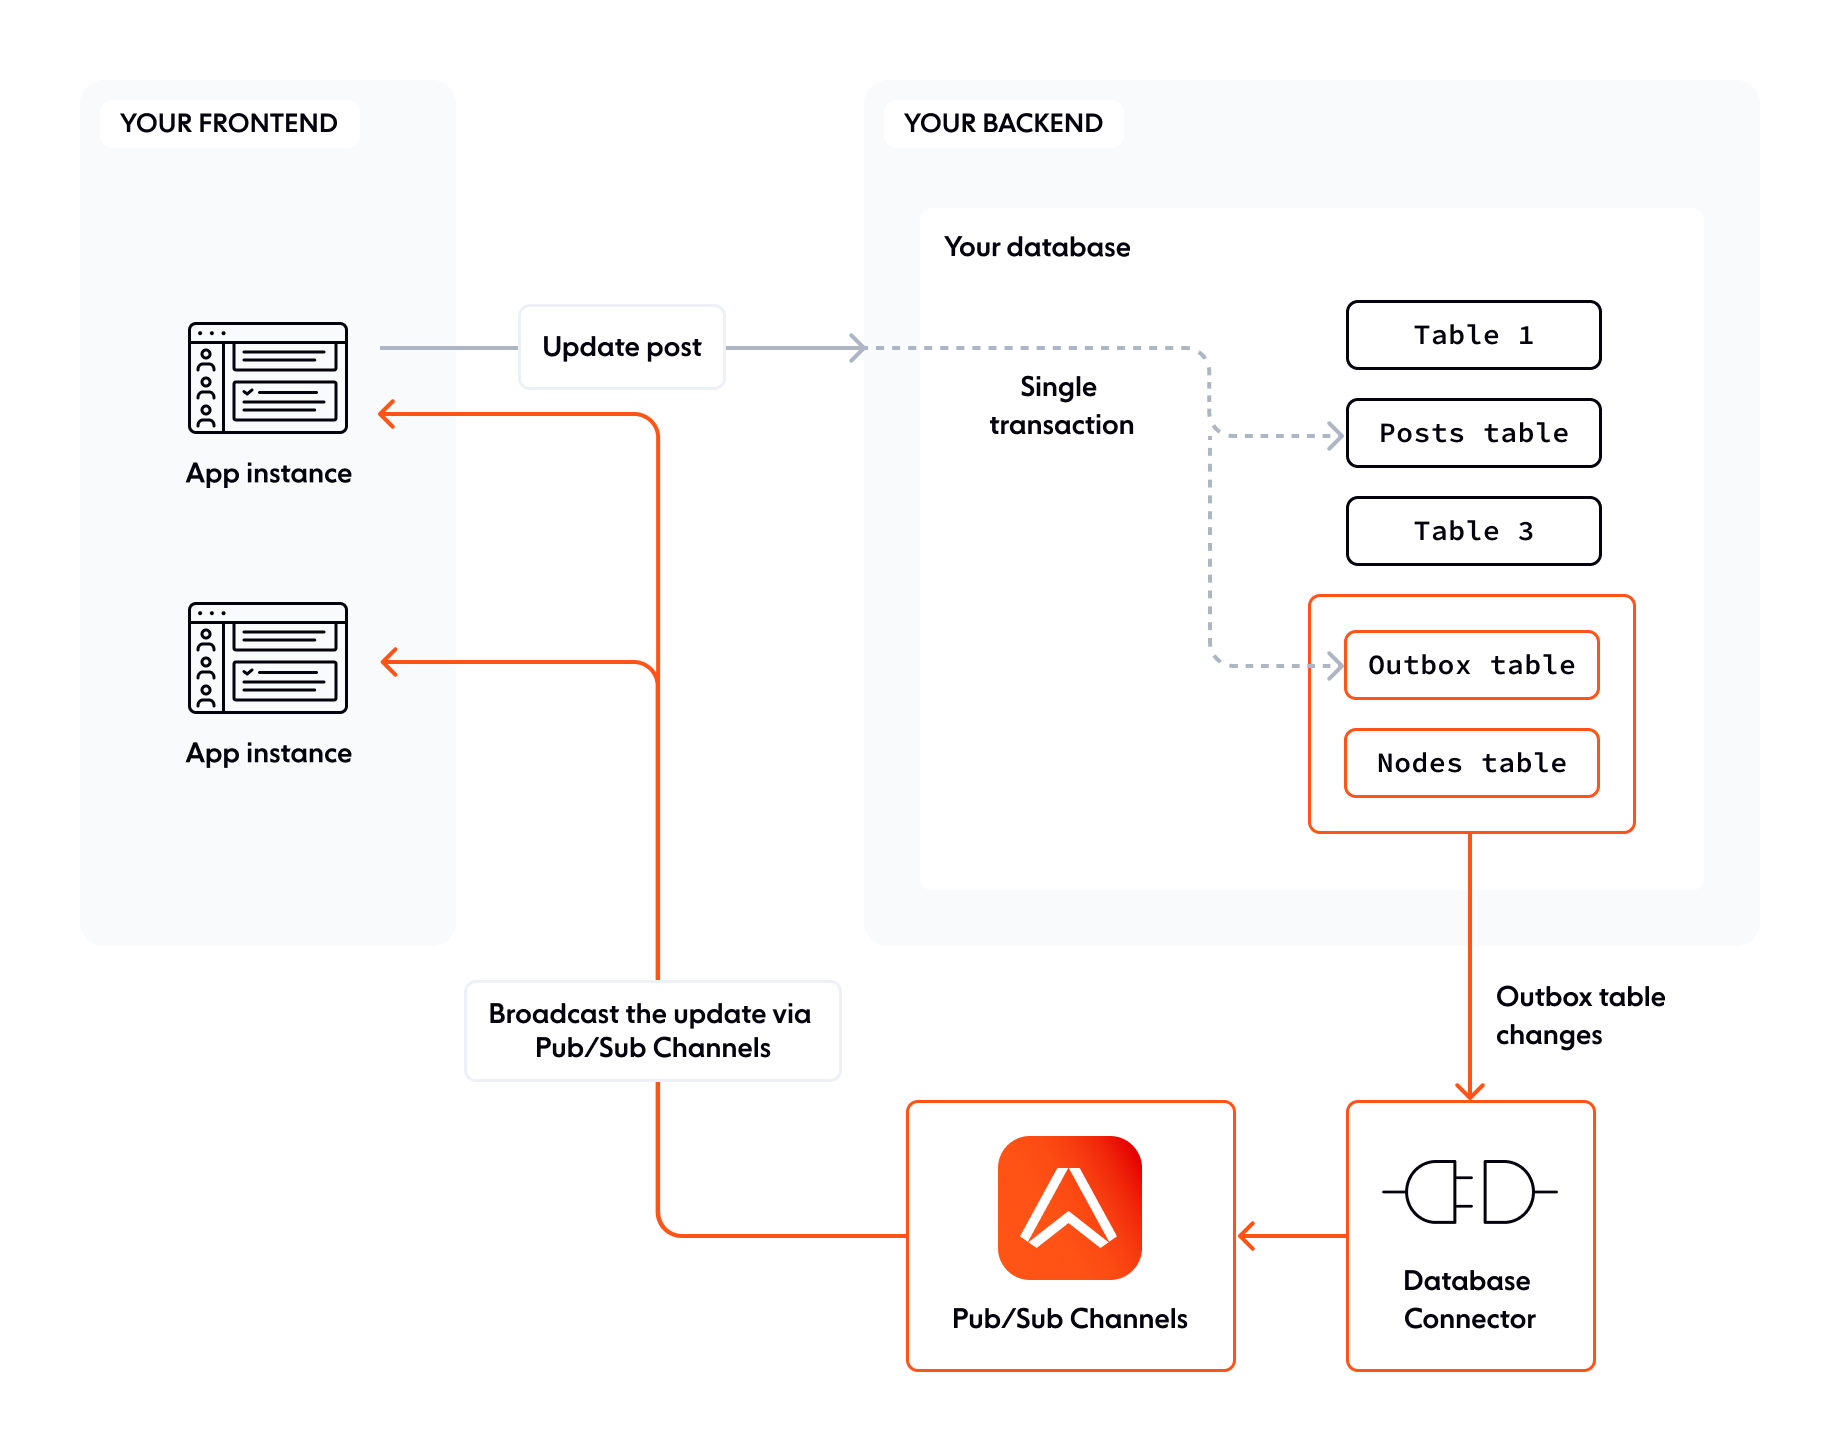 YOUR FRONTEND
YOUR BACKEND
Your database
Update post
Single
transaction
Table 1
Posts table
Table 3
Outbox table
Nodes table
App instance
App instance
Outbox table
changes
Broadcast the update via
Pub/Sub Channels
Pub/Sub Channels
Database
Connector